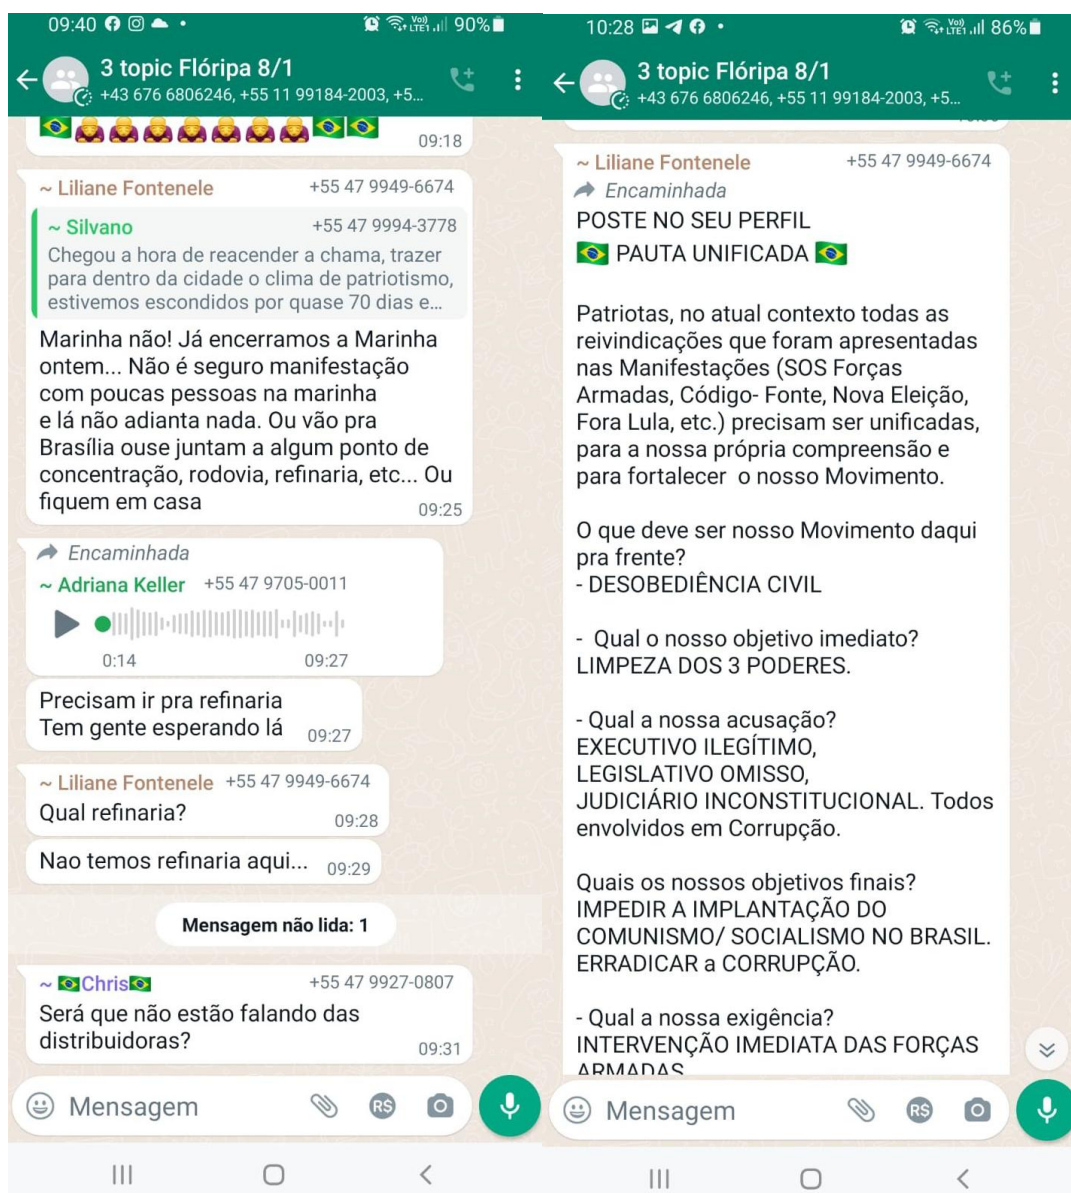 09:40
Vo)) LTE1 90%
3 topic Flóripa 8/1
+43 676 6806246, +55 11 99184-2003, +5...
09:18
~ Liliane Fontenele +55 47 9949-6674
~ Silvano +55 47 9994-3778
Chegou a hora de reacender a chama, trazer
para dentro da cidade o clima de patriotismo,
estivemos escondidos por quase 70 dias e...
Marinha não! Já encerramos a Marinha
ontem... Não é seguro manifestação
com poucas pessoas na marinha
e lá não adianta nada. Ou vão pra
Brasília ouse juntam a algum ponto de
concentração, rodovia, refinaria, etc... Ou
fiquem em casa
09:25
Encaminhada
~ Adriana Keller +55 47 9705-0011
0:14 09:27
Precisam ir pra refinaria
Tem gente esperando lá 09:27
~ Liliane Fontenele +55 47 9949-6674
Qual refinaria? 09:28
Nao temos refinaria aqui... 09:29
Mensagem não lida: 1
~ 🇧🇷Chris🇧🇷 +55 47 9927-0807
Será que não estão falando das
distribuidoras? 09:31
Mensagem R$
10:28
Vo)) LTE1 86%
3 topic Flóripa 8/1
+43 676 6806246, +55 11 99184-2003, +5...
~ Liliane Fontenele +55 47 9949-6674
Encaminhada
POSTE NO SEU PERFIL
🇧🇷 PAUTA UNIFICADA 🇧🇷
Patriotas, no atual contexto todas as
reivindicações que foram apresentadas
nas Manifestações (SOS Forças
Armadas, Código- Fonte, Nova Eleição,
Fora Lula, etc.) precisam ser unificadas,
para a nossa própria compreensão e
para fortalecer o nosso Movimento.
O que deve ser nosso Movimento daqui
pra frente?
- DESOBEDIÊNCIA CIVIL
- Qual o nosso objetivo imediato?
LIMPEZA DOS 3 PODERES.
- Qual a nossa acusação?
EXECUTIVO ILEGÍTIMO,
LEGISLATIVO OMISSO,
JUDICIÁRIO INCONSTITUCIONAL. Todos
envolvidos em Corrupção.
Quais os nossos objetivos finais?
IMPEDIR A IMPLANTAÇÃO DO
COMUNISMO/ SOCIALISMO NO BRASIL.
ERRADICAR a CORRUPÇÃO.
- Qual a nossa exigência?
INTERVENÇÃO IMEDIATA DAS FORÇAS
ARMADAS
Mensagem R$